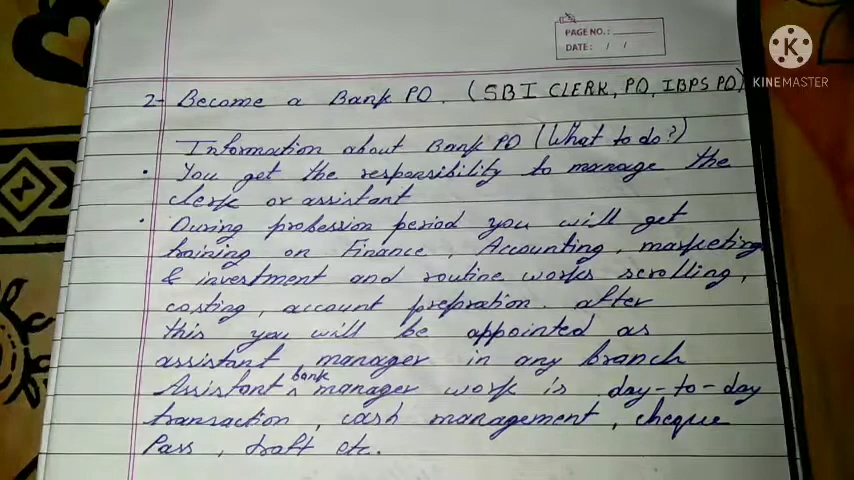 PAGE NO.:
DATE: / /
K
KINEMASTER
2- Become a Bank PO. (SBI CLERK, PO, IBPS PO)
Information about Bank PO (What to do?)
• You get the responsibility to manage the
clerk or assistant
• During profession period you will get
training on Finance, Accounting, marketing
& investment and routine works scrolling,
costing, account prepration. after
this you will be appointed as
assistant manager in any branch
Assistant bank manager work is day-to-day
transaction, cash management, cheque
Pass, draft etc.